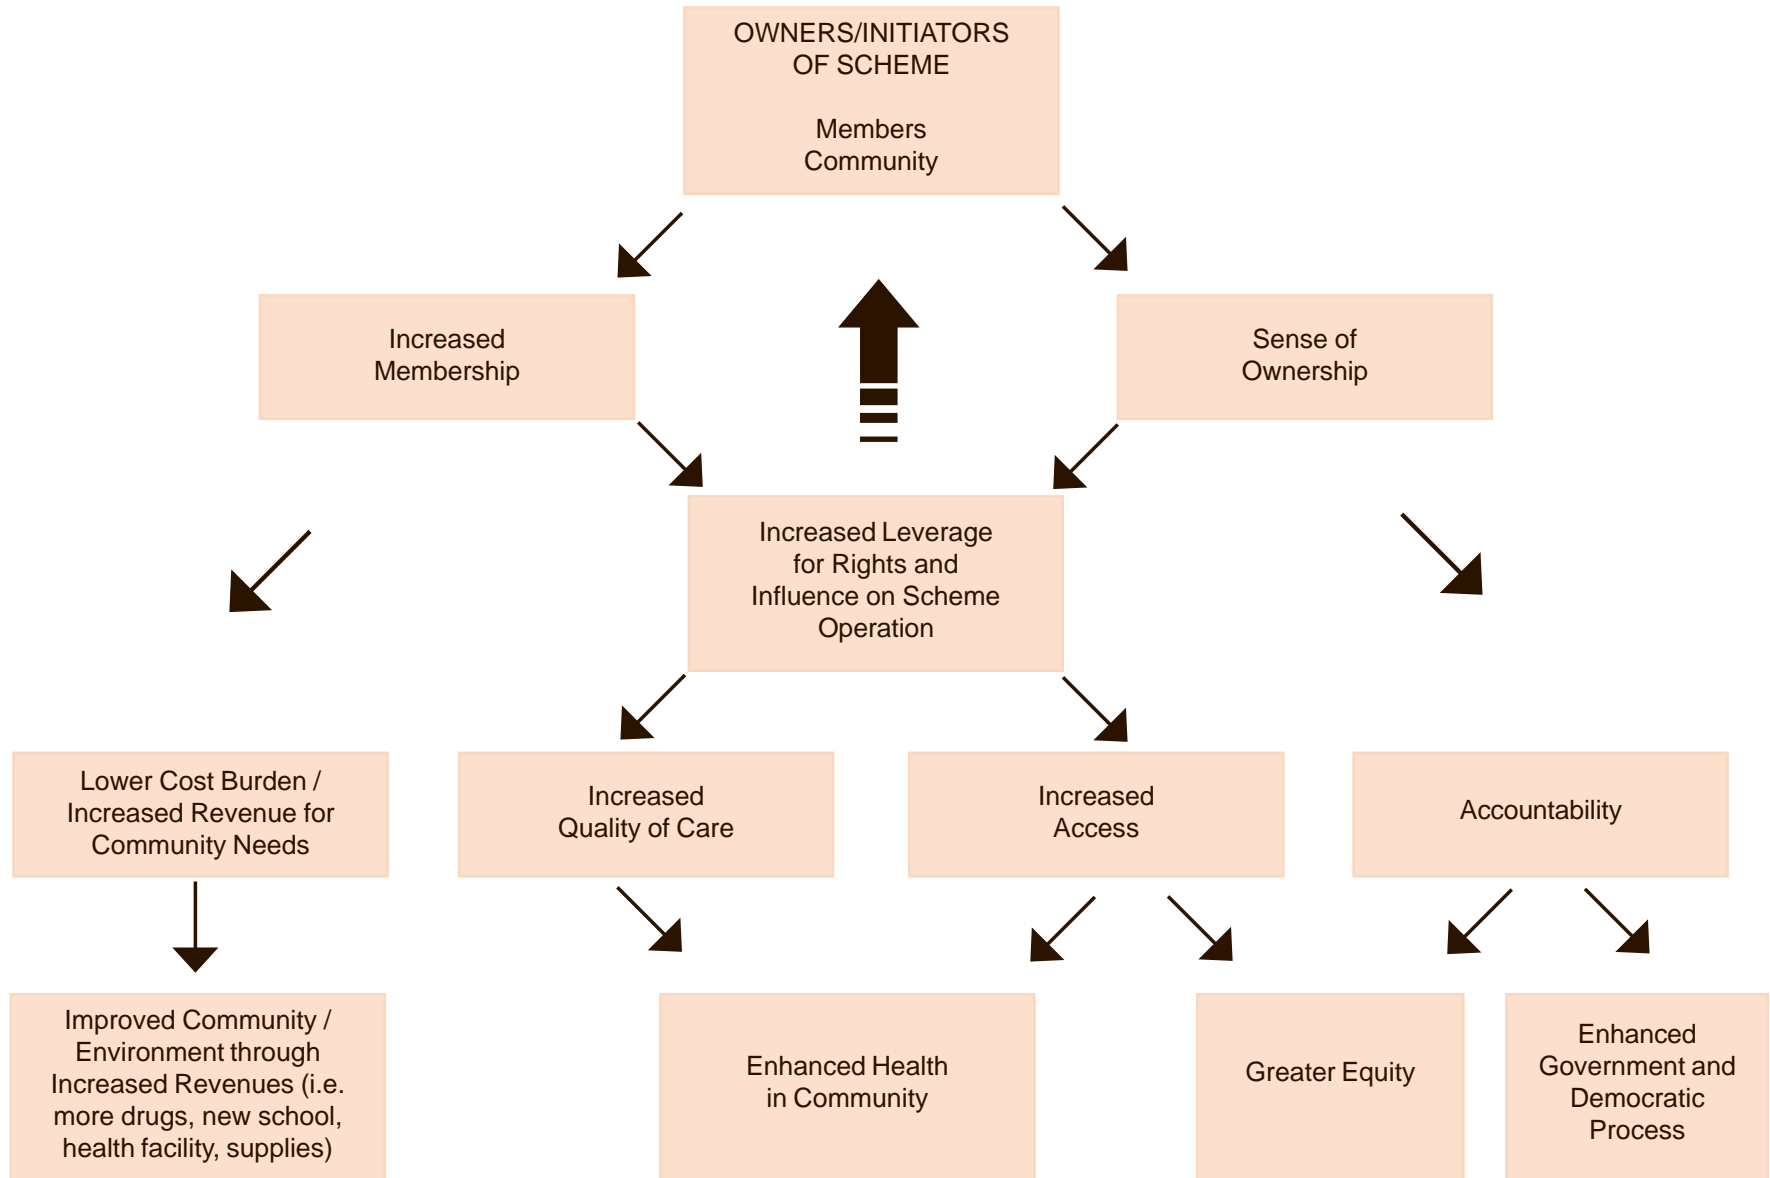 OWNERS/INITIATORS
OF SCHEME
Members
Community
Increased
Membership
Sense of
Ownership
Increased Leverage
for Rights and
Influence on Scheme
Operation
Lower Cost Burden /
Increased Revenue for
Community Needs
Increased
Quality of Care
Increased
Access
Accountability
Improved Community /
Environment through
Increased Revenues (i.e.
more drugs, new school,
health facility, supplies)
Enhanced Health
in Community
Greater Equity
Enhanced
Government and
Democratic
Process